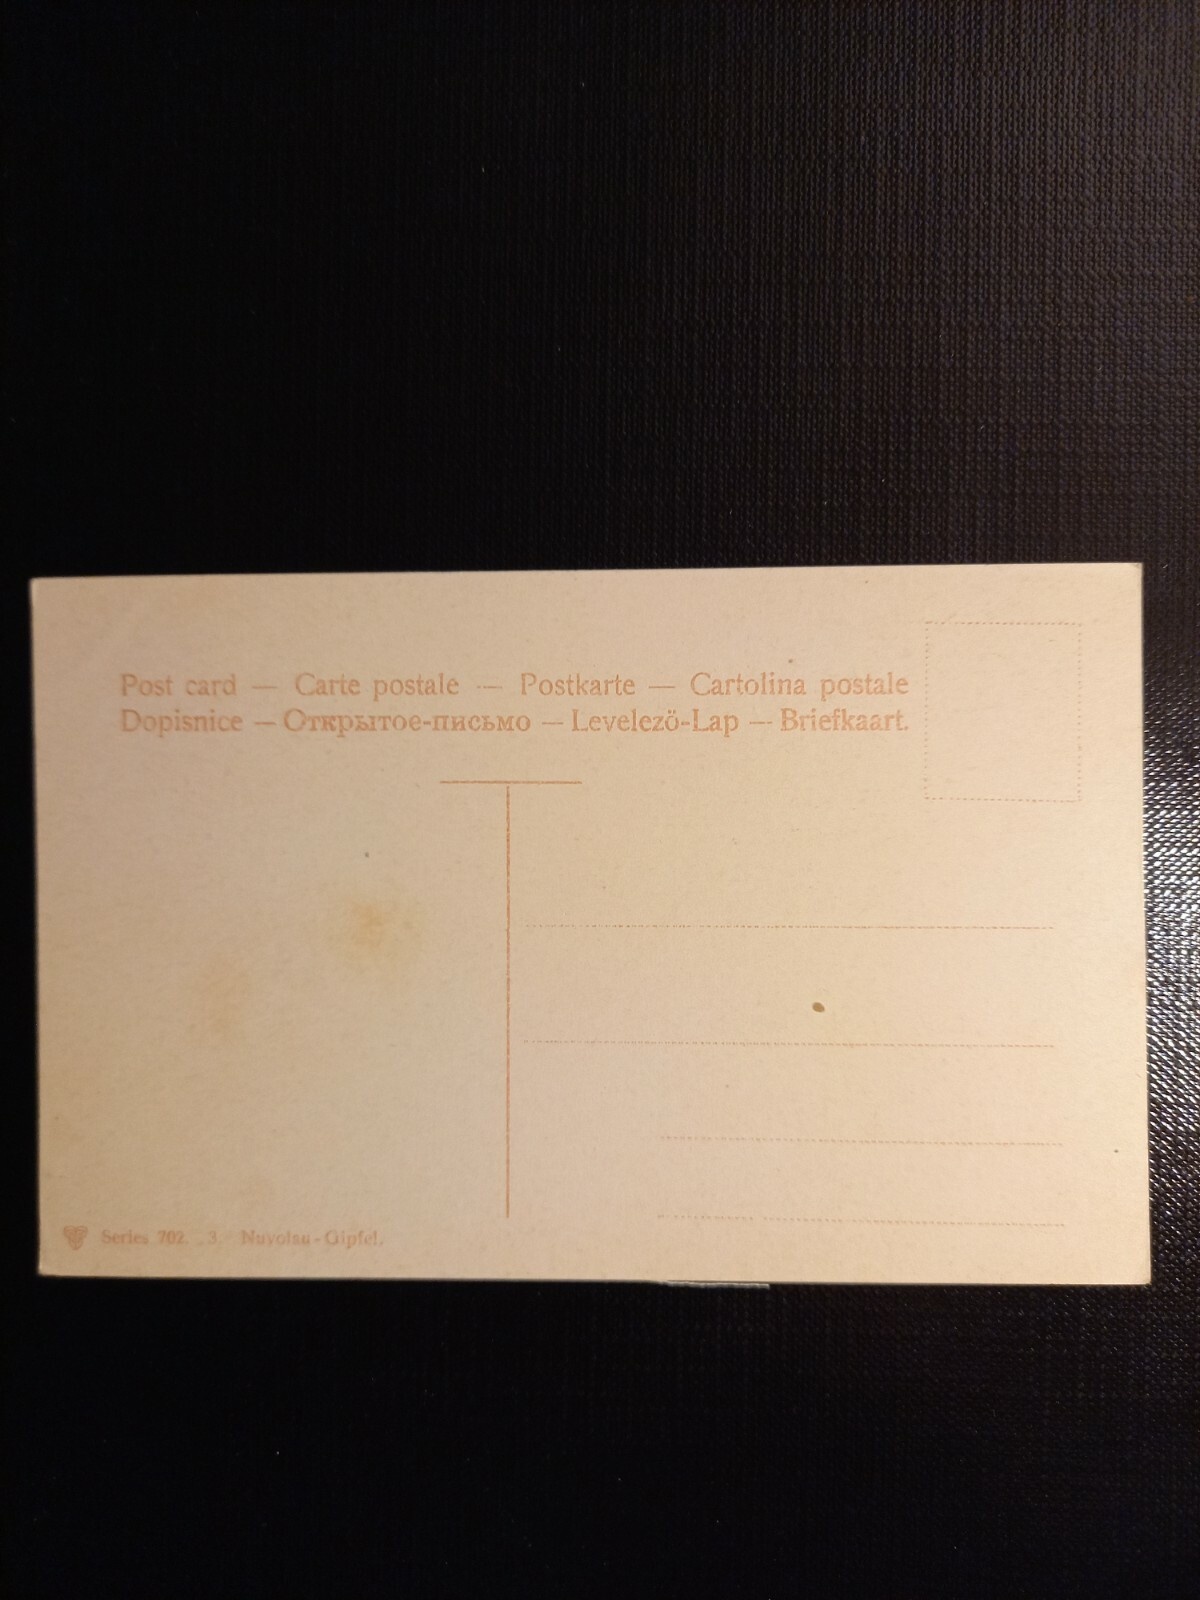 Post card — Carte postale — Postkarte — Cartolina postale
Dopisnice — Открытое-письмо — Levelezö-Lap — Briefkaart.
Series 702. 3. Nuvolau-Gipfel.